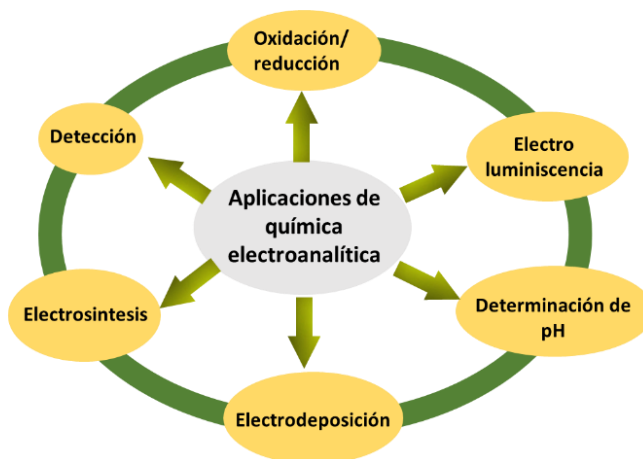 Oxidación/
reducción
Detección
Electro
luminiscencia
Aplicaciones de
química
electroanalítica
Electrosintesis
Determinación de
pH
Electrodeposición